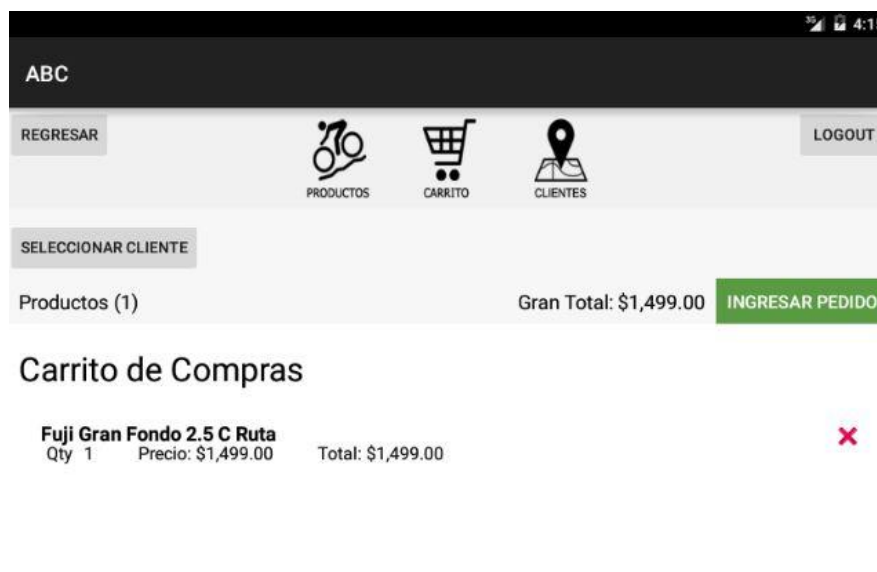 3G 4:1
ABC
REGRESAR
LOGOUT
PRODUCTOS
CARRITO
CLIENTES
SELECCIONAR CLIENTE
Productos (1)
Gran Total: $1,499.00
INGRESAR PEDIDO
Carrito de Compras
Fuji Gran Fondo 2.5 C Ruta
Qty 1 Precio: $1,499.00 Total: $1,499.00